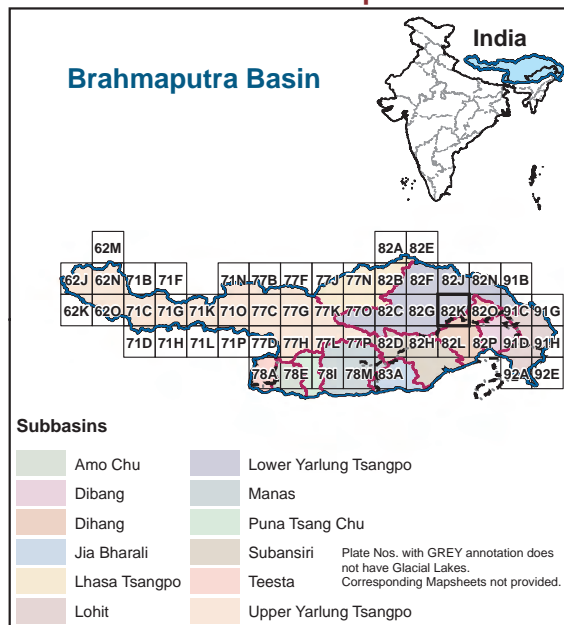 India
Brahmaputra Basin
62M 82A 82E
62J 62N 71B 71F 71N 77B 77F 77J 77N 82B 82F 82J 82N 91B
62K 62O 71C 71G 71K 71O 77C 77G 77K 77O 82C 82G 82K 82O 91C 91G
71D 71H 71L 71P 77D 77H 77L 77P 82D 82H 82L 82P 91D 91H
78A 78E 78I 78M 83A 92A 92E
Subbasins
Amo Chu
Dibang
Dihang
Jia Bharali
Lhasa Tsangpo
Lohit
Lower Yarlung Tsangpo
Manas
Puna Tsang Chu
Subansiri
Teesta
Upper Yarlung Tsangpo
Plate Nos. with GREY annotation does
not have Glacial Lakes.
Corresponding Mapsheets not provided.